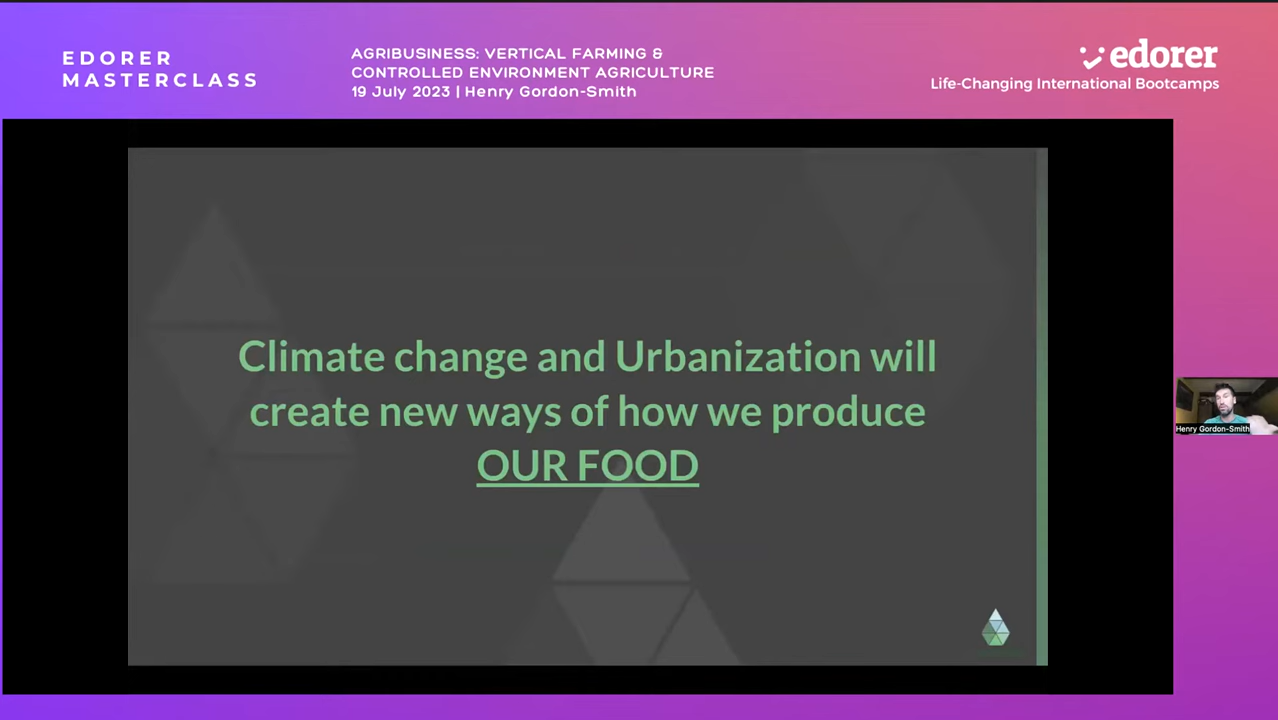 EDORER
MASTERCLASS
AGRIBUSINESS: VERTICAL FARMING &
CONTROLLED ENVIRONMENT AGRICULTURE
19 July 2023 | Henry Gordon-Smith
edorer
Life-Changing International Bootcamps
Climate change and Urbanization will
create new ways of how we produce
OUR FOOD
Henry Gordon-Smith